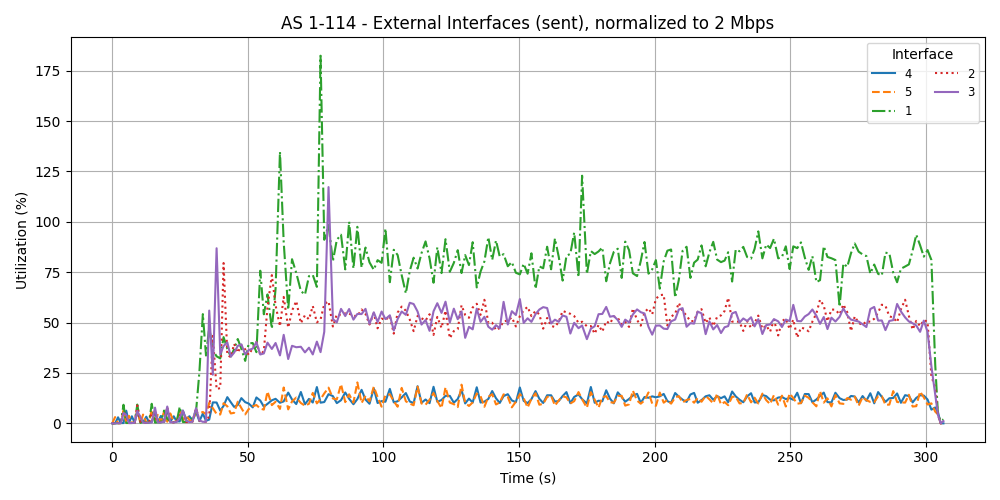 AS 1-114 - External Interfaces (sent), normalized to 2 Mbps
Interface
4 2
5 3
1
175
150
125
100
75
50
25
0
Utilization (%)
0 50 100 150 200 250 300
Time (s)